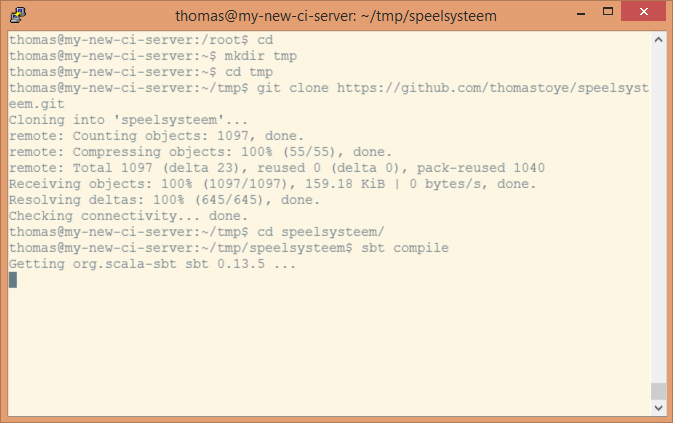 thomas@my-new-ci-server: ~/tmp/speelsysteem
thomas@my-new-ci-server:/root$ cd
thomas@my-new-ci-server:~$ mkdir tmp
thomas@my-new-ci-server:~$ cd tmp
thomas@my-new-ci-server:~/tmp$ git clone https://github.com/thomastoye/speelsyst
eem.git
Cloning into 'speelsysteem'...
remote: Counting objects: 1097, done.
remote: Compressing objects: 100% (55/55), done.
remote: Total 1097 (delta 23), reused 0 (delta 0), pack-reused 1040
Receiving objects: 100% (1097/1097), 159.18 KiB | 0 bytes/s, done.
Resolving deltas: 100% (645/645), done.
Checking connectivity... done.
thomas@my-new-ci-server:~/tmp$ cd speelsysteem/
thomas@my-new-ci-server:~/tmp/speelsysteem$ sbt compile
Getting org.scala-sbt sbt 0.13.5 ...